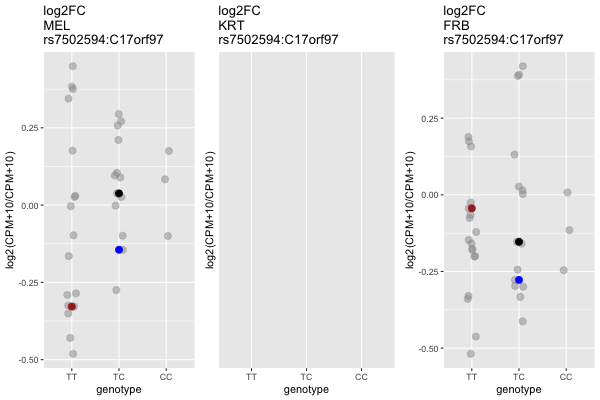 log2FC
MEL
rs7502594:C17orf97
log2(CPM+10/CPM+10)
0.25
0.00
-0.25
-0.50
TT
TC
CC
genotype
log2FC
KRT
rs7502594:C17orf97
log2(CPM+10/CPM+10)
TT
TC
CC
genotype
log2FC
FRB
rs7502594:C17orf97
log2(CPM+10/CPM+10)
0.25
0.00
-0.25
-0.50
TT
TC
CC
genotype